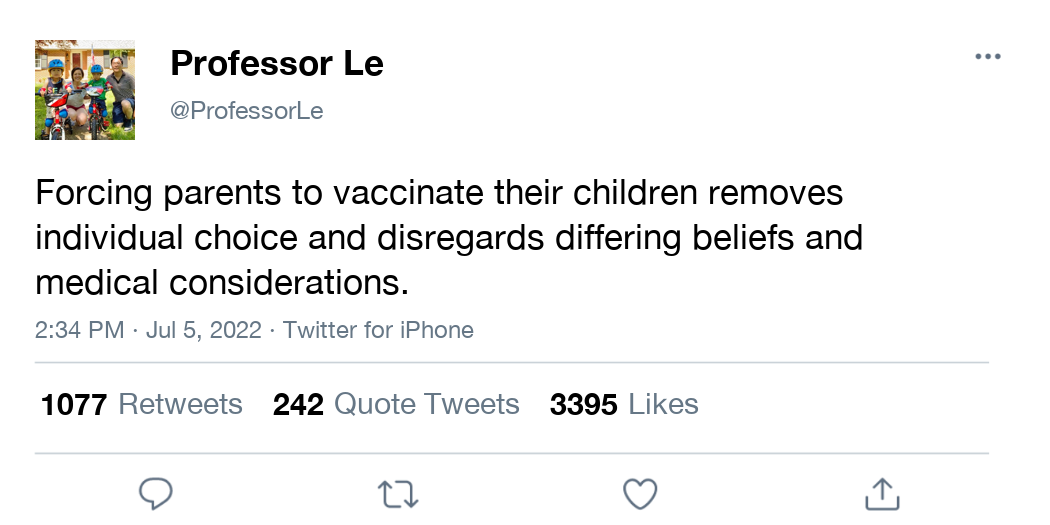 Professor Le
@ProfessorLe
Forcing parents to vaccinate their children removes
individual choice and disregards differing beliefs and
medical considerations.
2:34 PM · Jul 5, 2022 · Twitter for iPhone
1077 Retweets 242 Quote Tweets 3395 Likes